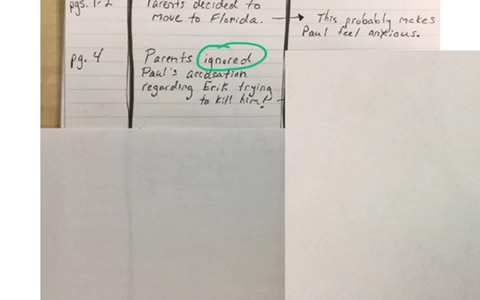 pgs. 1-2
Parents decided to
move to Florida. →
This probably makes
Paul feel anxious.
pg. 4
Parents ignored
Paul's accusation
regarding Erik trying
to kill him!